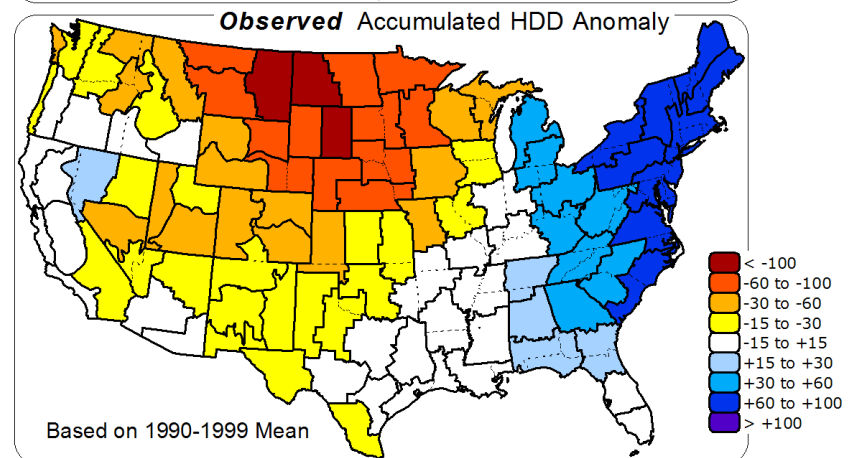 Observed Accumulated HDD Anomaly
< -100
-60 to -100
-30 to -60
-15 to -30
-15 to +15
+15 to +30
+30 to +60
+60 to +100
> +100
Based on 1990-1999 Mean